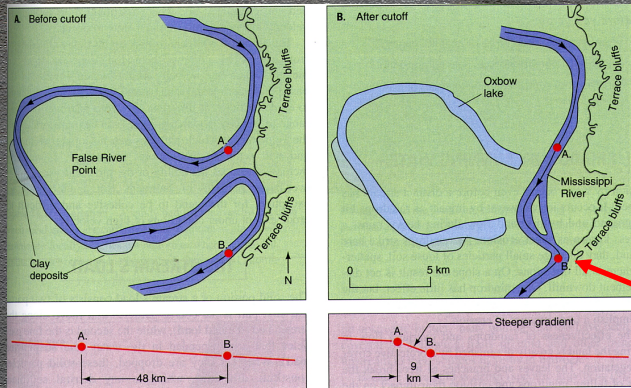 A. Before cutoff
Terrace bluffs
A.
False River
Point
Clay
deposits
B.
Terrace bluffs
N
A.
B.
48 km
B. After cutoff
Oxbow
lake
Terrace bluffs
A.
Mississippi
River
Terrace bluffs
B.
0
5 km
Steeper gradient
A.
B.
9
km